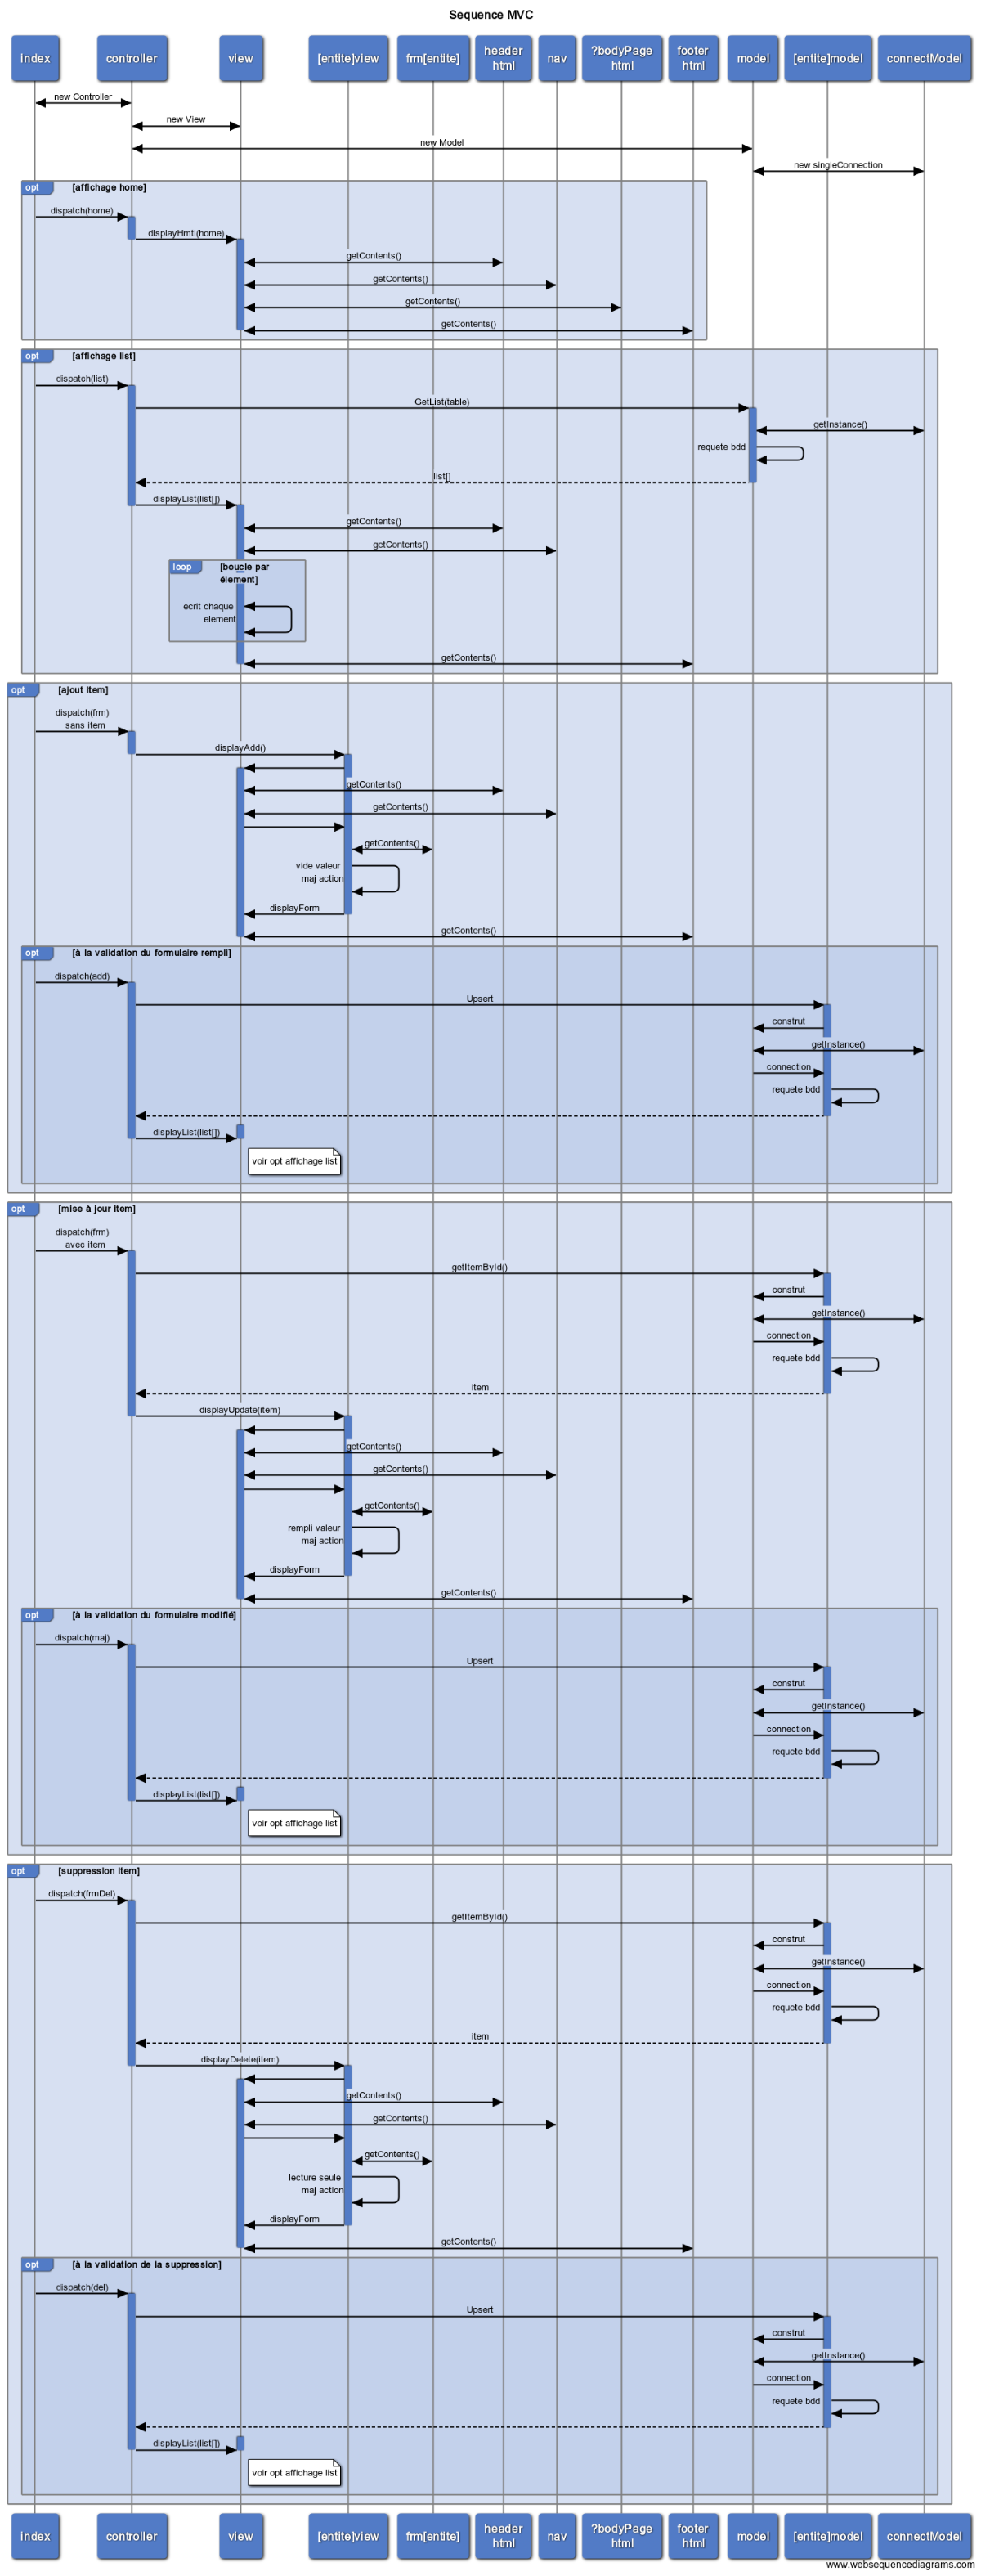 Sequence MVC
index
controller
view
[entite]view
frm[entite]
header
html
nav
?bodyPage
html
footer
html
model
[entite]model
connectModel
new Controller
new View
new Model
new singleConnection
opt
[affichage home]
dispatch(home)
displayHmtl(home)
getContents()
getContents()
getContents()
getContents()
opt
[affichage list]
dispatch(list)
GetList(table)
getInstance()
requete bdd
list[]
displayList(list[])
getContents()
getContents()
loop
[boucle par
élement]
ecrit chaque
element
getContents()
opt
[ajout item]
dispatch(frm)
sans item
displayAdd()
getContents()
getContents()
getContents()
vide valeur
maj action
displayForm
getContents()
opt
[à la validation du formulaire rempli]
dispatch(add)
Upsert
construt
getInstance()
connection
requete bdd
displayList(list[])
voir opt affichage list
opt
[mise à jour item]
dispatch(frm)
avec item
getItemById()
construt
getInstance()
connection
requete bdd
item
displayUpdate(item)
getContents()
getContents()
getContents()
rempli valeur
maj action
displayForm
getContents()
opt
[à la validation du formulaire modifié]
dispatch(maj)
Upsert
construt
getInstance()
connection
requete bdd
displayList(list[])
voir opt affichage list
opt
[suppression item]
dispatch(frmDel)
getItemById()
construt
getInstance()
connection
requete bdd
item
displayDelete(item)
getContents()
getContents()
getContents()
lecture seule
maj action
displayForm
getContents()
opt
[à la validation de la suppression]
dispatch(del)
Upsert
construt
getInstance()
connection
requete bdd
displayList(list[])
voir opt affichage list
index
controller
view
[entite]view
frm[entite]
header
html
nav
?bodyPage
html
footer
html
model
[entite]model
connectModel
www.websequencediagrams.com